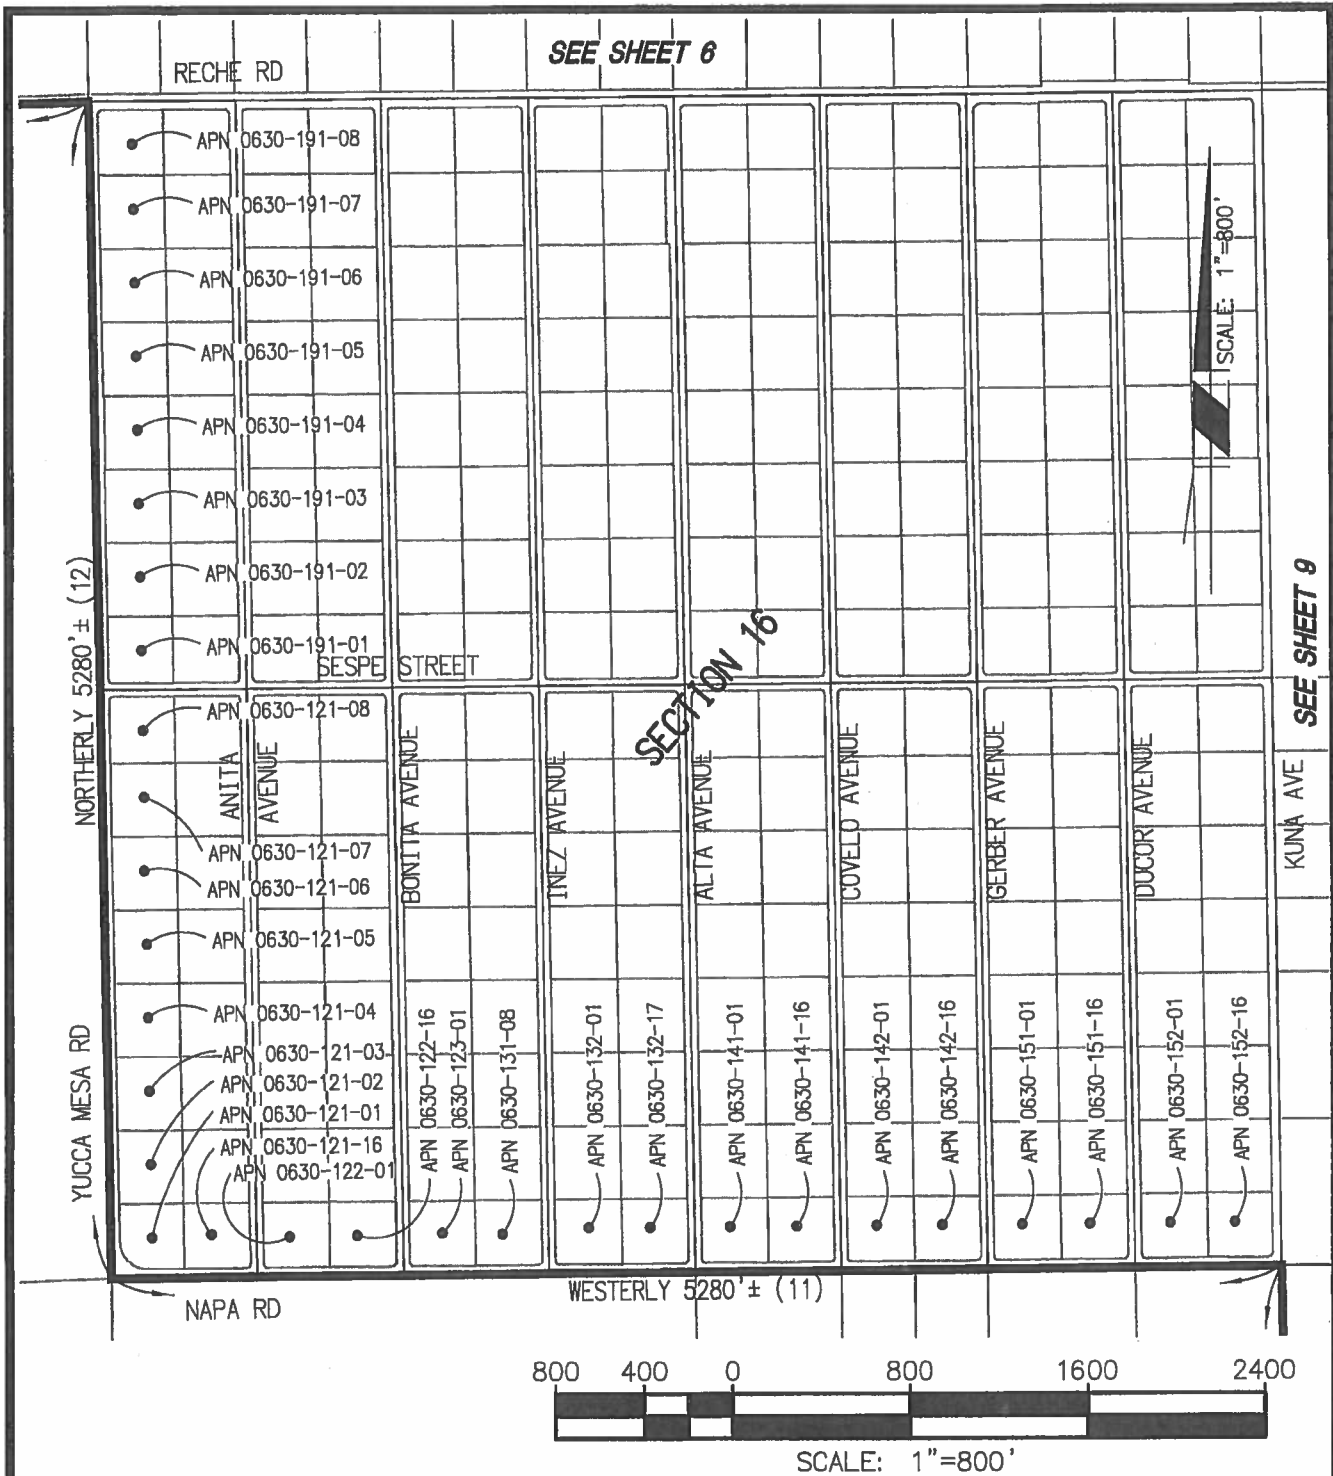 SEE SHEET 6
RECHE RD
APN 0630-191-08
APN 0630-191-07
APN 0630-191-06
APN 0630-191-05
APN 0630-191-04
APN 0630-191-03
APN 0630-191-02
APN 0630-191-01
SCALE: 1"=800'
SESPE STREET
SECTION 16
SEE SHEET 9
NORTHERLY 5280'± (12)
APN 0630-121-08
ANITA
AVENUE
BONITA AVENUE
INEZ AVENUE
ALTA AVENUE
COVELO AVENUE
GERBER AVENUE
DUCOR AVENUE
KUNA AVE
APN 0630-121-07
APN 0630-121-06
APN 0630-121-05
APN 0630-121-04
APN 0630-121-03
APN 0630-121-02
APN 0630-121-01
APN 0630-121-16
APN 0630-122-01
APN 0630-122-16
APN 0630-123-01
APN 0630-131-08
APN 0630-132-01
APN 0630-132-17
APN 0630-141-01
APN 0630-141-16
APN 0630-142-01
APN 0630-142-16
APN 0630-151-01
APN 0630-151-16
APN 0630-152-01
APN 0630-152-16
YUCCA MESA RD
NAPA RD
WESTERLY 5280'± (11)
800 400 0 800 1600 2400
SCALE: 1"=800'